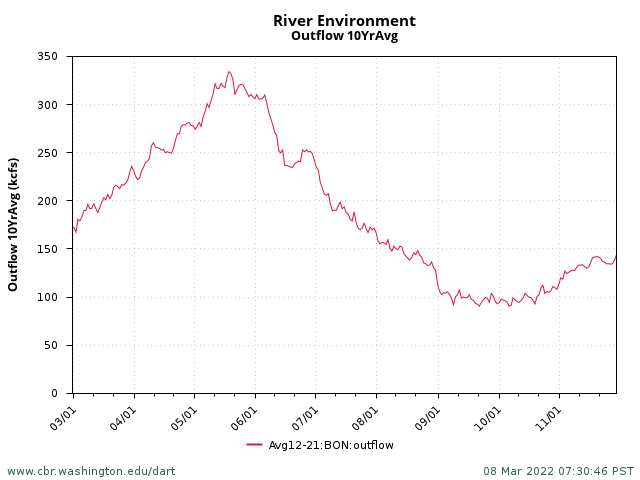 River Environment
Outflow 10YrAvg
Outflow 10YrAvg (kcfs)
350
300
250
200
150
100
50
0
03/01
04/01
05/01
06/01
07/01
08/01
09/01
10/01
11/01
Avg12-21:BON:outflow
www.cbr.washington.edu/dart
08 Mar 2022 07:30:46 PST